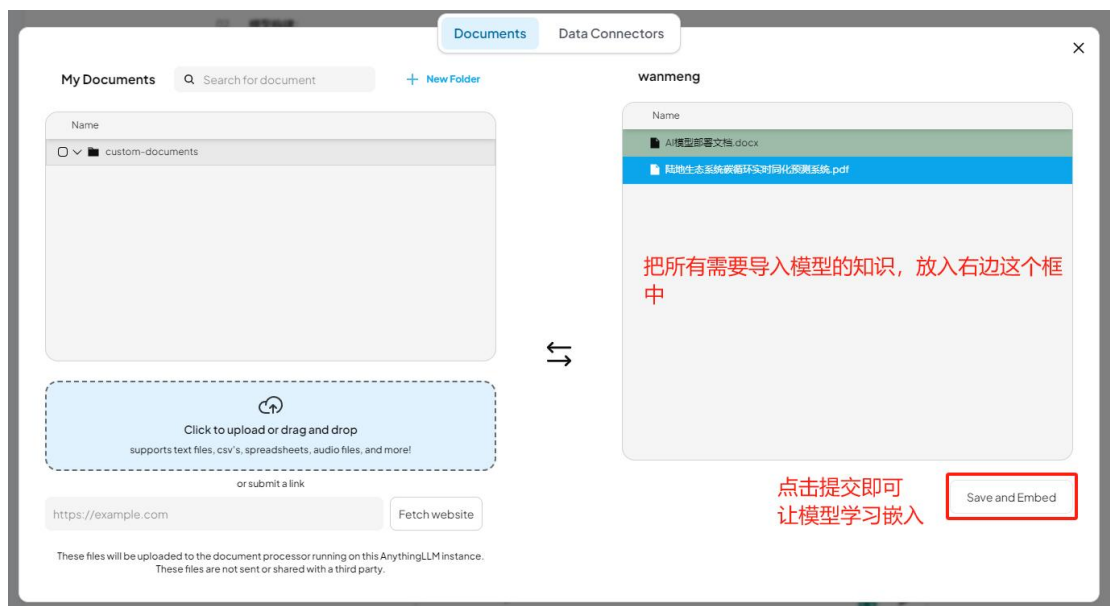 Documents
Data Connectors
My Documents
Search for document
+ New Folder
wanmeng
Name
custom-documents
Name
AI模型部署文档.docx
陆地生态系统碳循环实时同化预测系统.pdf
把所有需要导入模型的知识，放入右边这个框
中
Click to upload or drag and drop
supports text files, csv's, spreadsheets, audio files, and more!
or submit a link
https://example.com
Fetch website
These files will be uploaded to the document processor running on this AnythingLLM instance.
These files are not sent or shared with a third party.
点击提交即可
让模型学习嵌入
Save and Embed